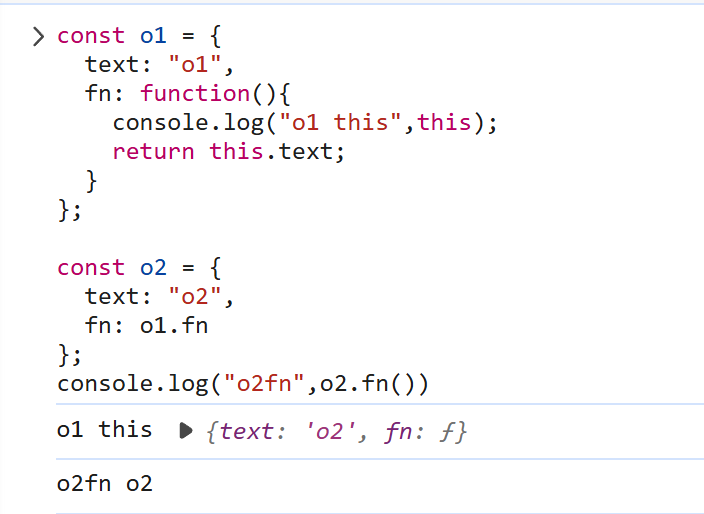 const o1 = {
  text: "o1",
  fn: function(){
    console.log("o1 this",this);
    return this.text;
  }
};

const o2 = {
  text: "o2",
  fn: o1.fn
};
console.log("o2fn",o2.fn())
o1 this ▶ {text: 'o2', fn: ƒ}
o2fn o2